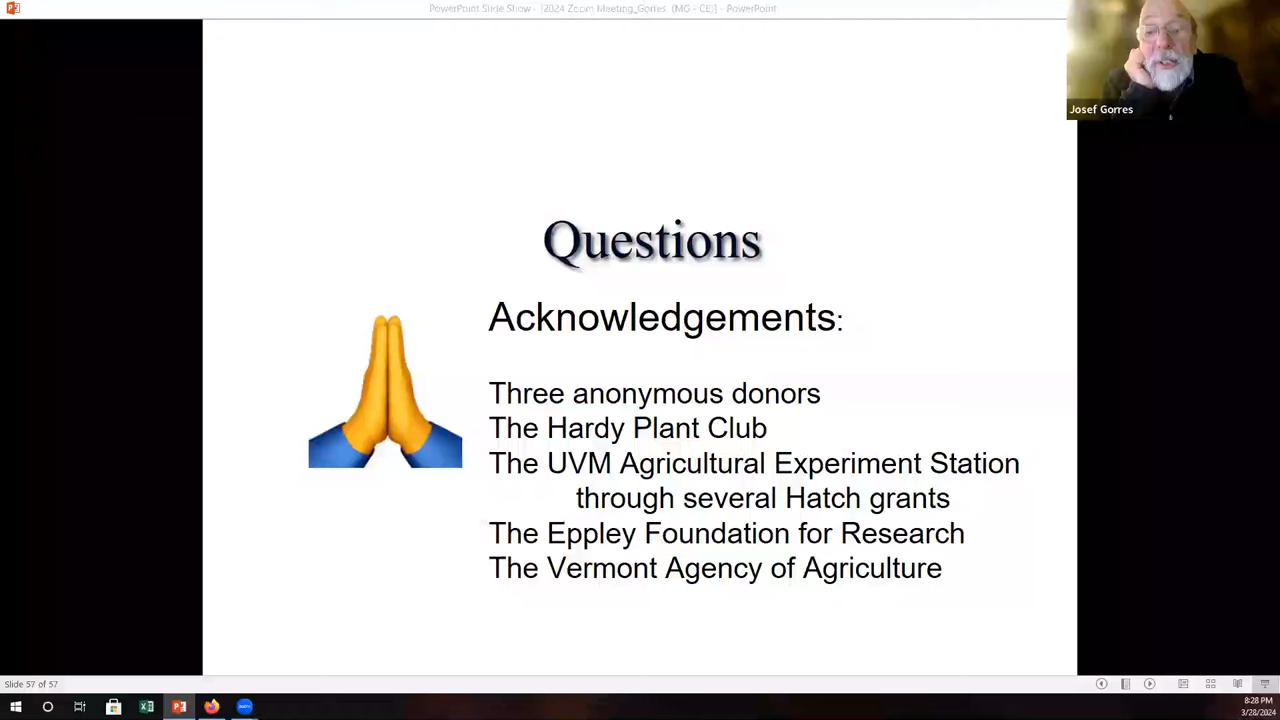 PowerPoint Slide Show - [2024 Zoom Meeting_Gorres (MG - CE)] - PowerPoint
Josef Gorres
Questions
Acknowledgements:
Three anonymous donors
The Hardy Plant Club
The UVM Agricultural Experiment Station
through several Hatch grants
The Eppley Foundation for Research
The Vermont Agency of Agriculture
Slide 57 of 57
8:28 PM
3/28/2024